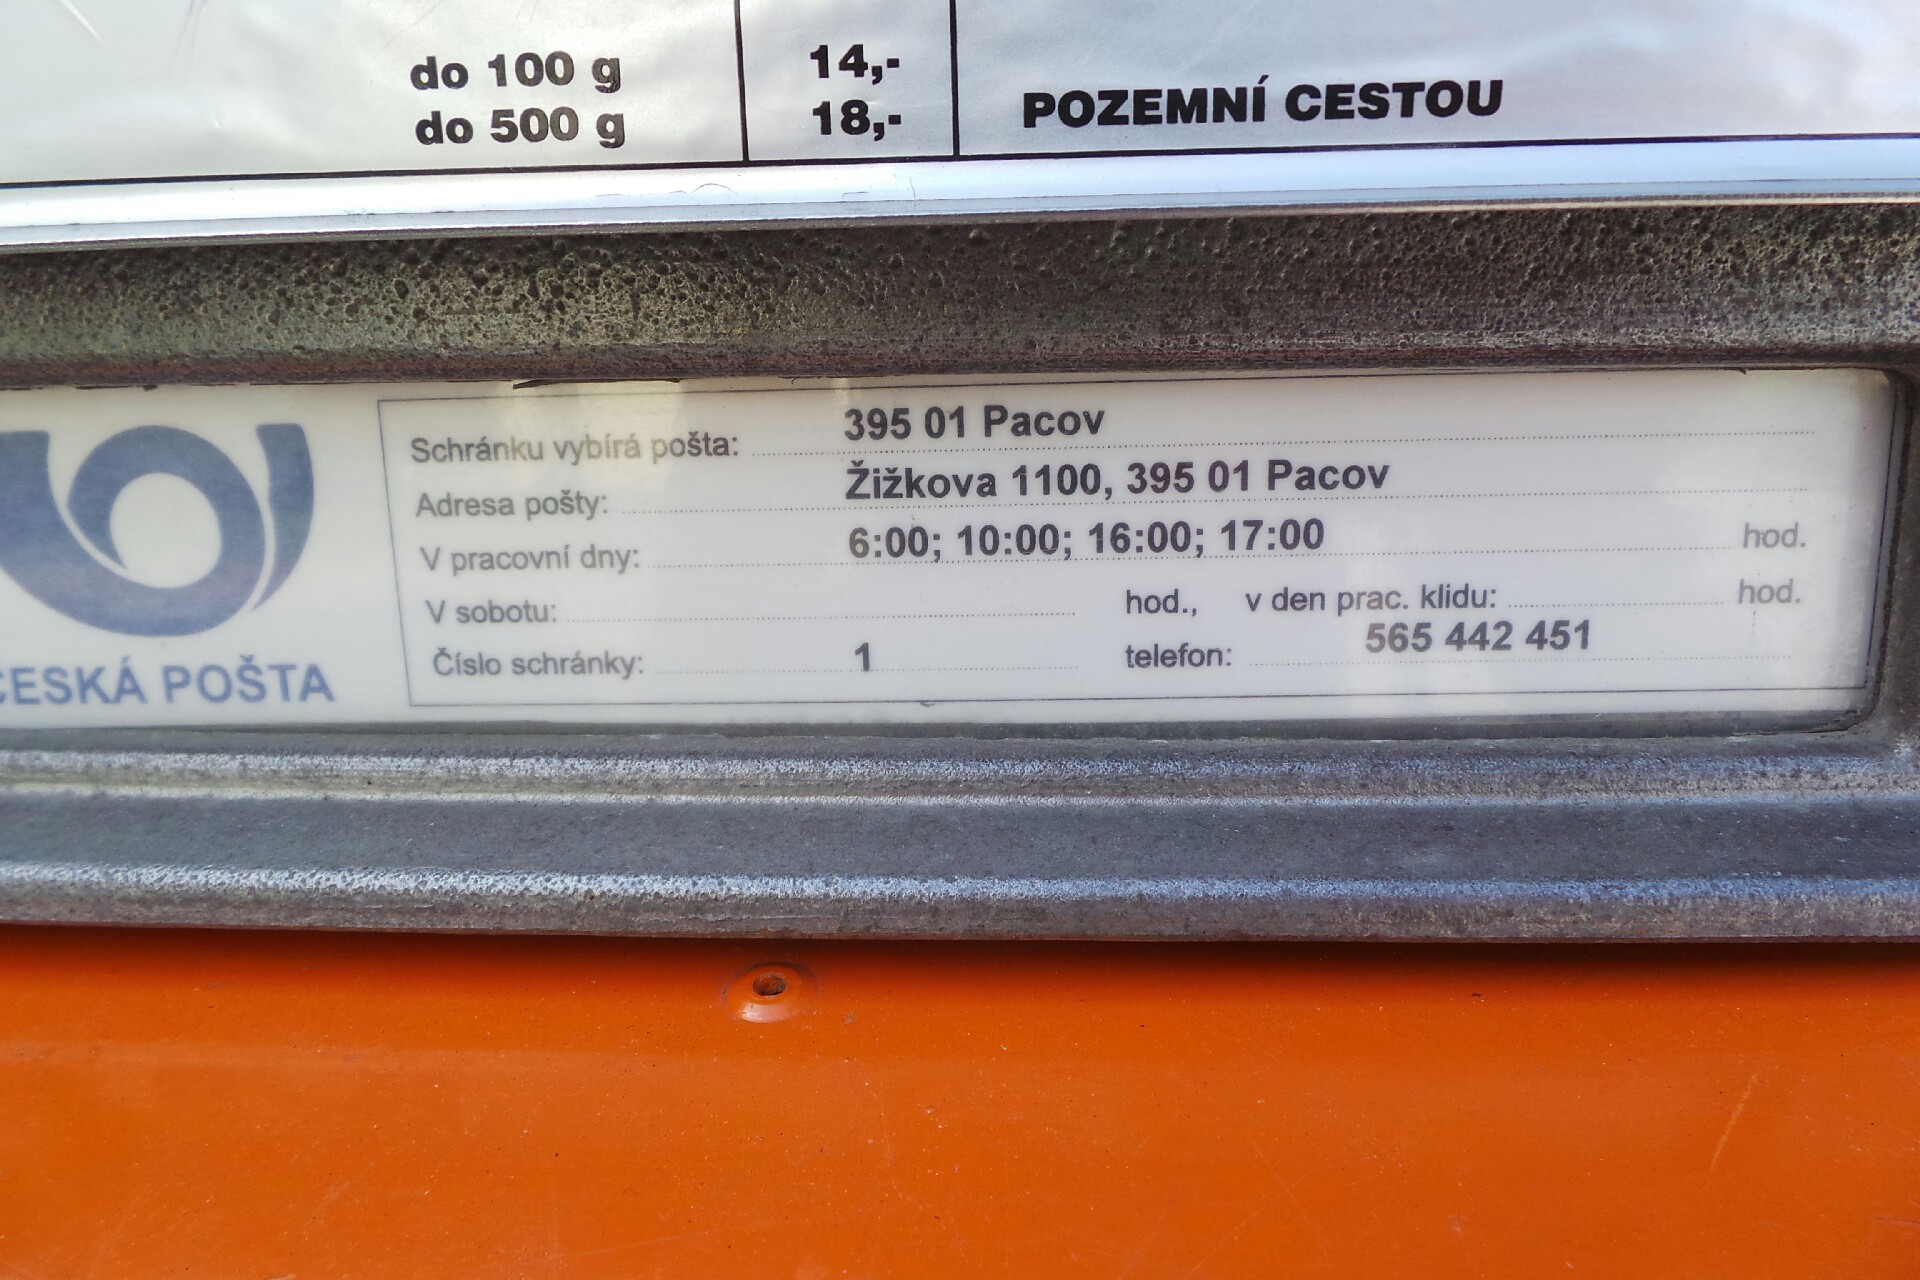 do 100 g 14,-
do 500 g 18,- POZEMNÍ CESTOU
Schránku vybírá pošta: 395 01 Pacov
Adresa pošty: Žižkova 1100, 395 01 Pacov
V pracovní dny: 6:00; 10:00; 16:00; 17:00 hod.
V sobotu: hod., v den prac. klidu: hod.
Číslo schránky: 1 telefon: 565 442 451
ČESKÁ POŠTA